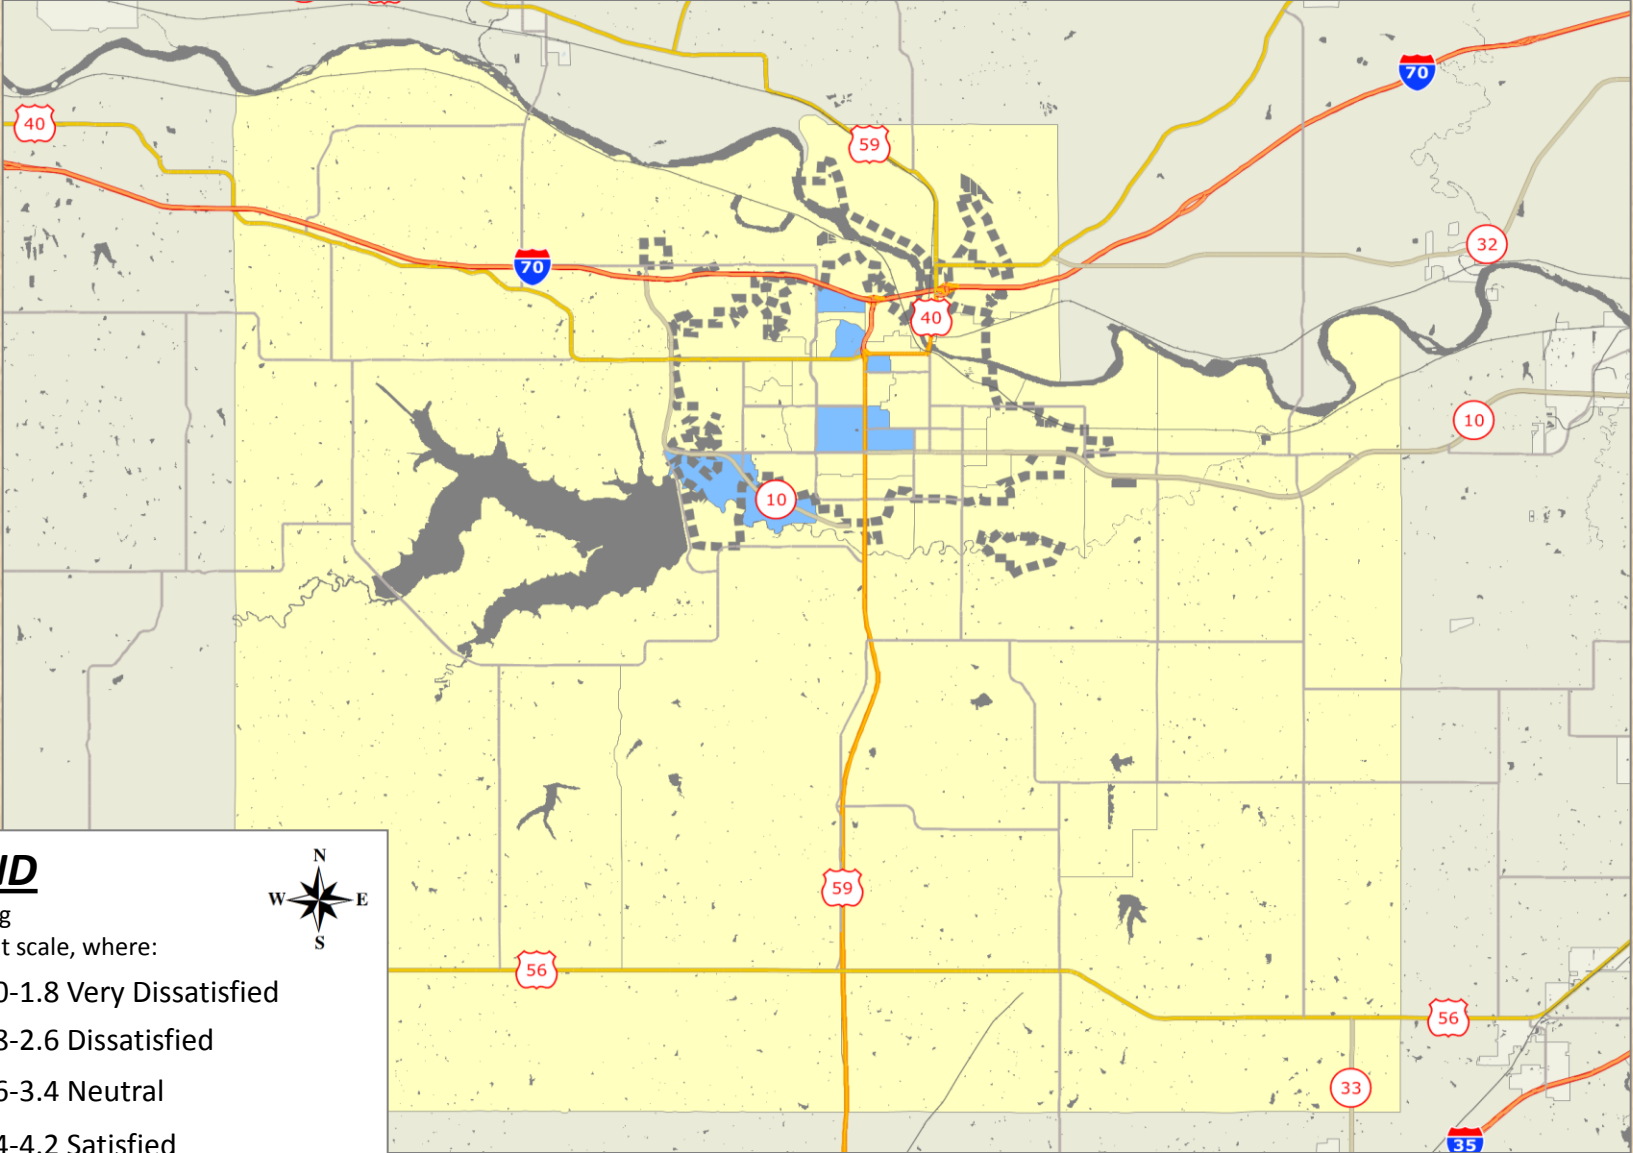 40
59
70
70
32
40
10
10
59
56
56
33
35
ND
N
W E
S
g
t scale, where:
0-1.8 Very Dissatisfied
8-2.6 Dissatisfied
6-3.4 Neutral
4-4.2 Satisfied